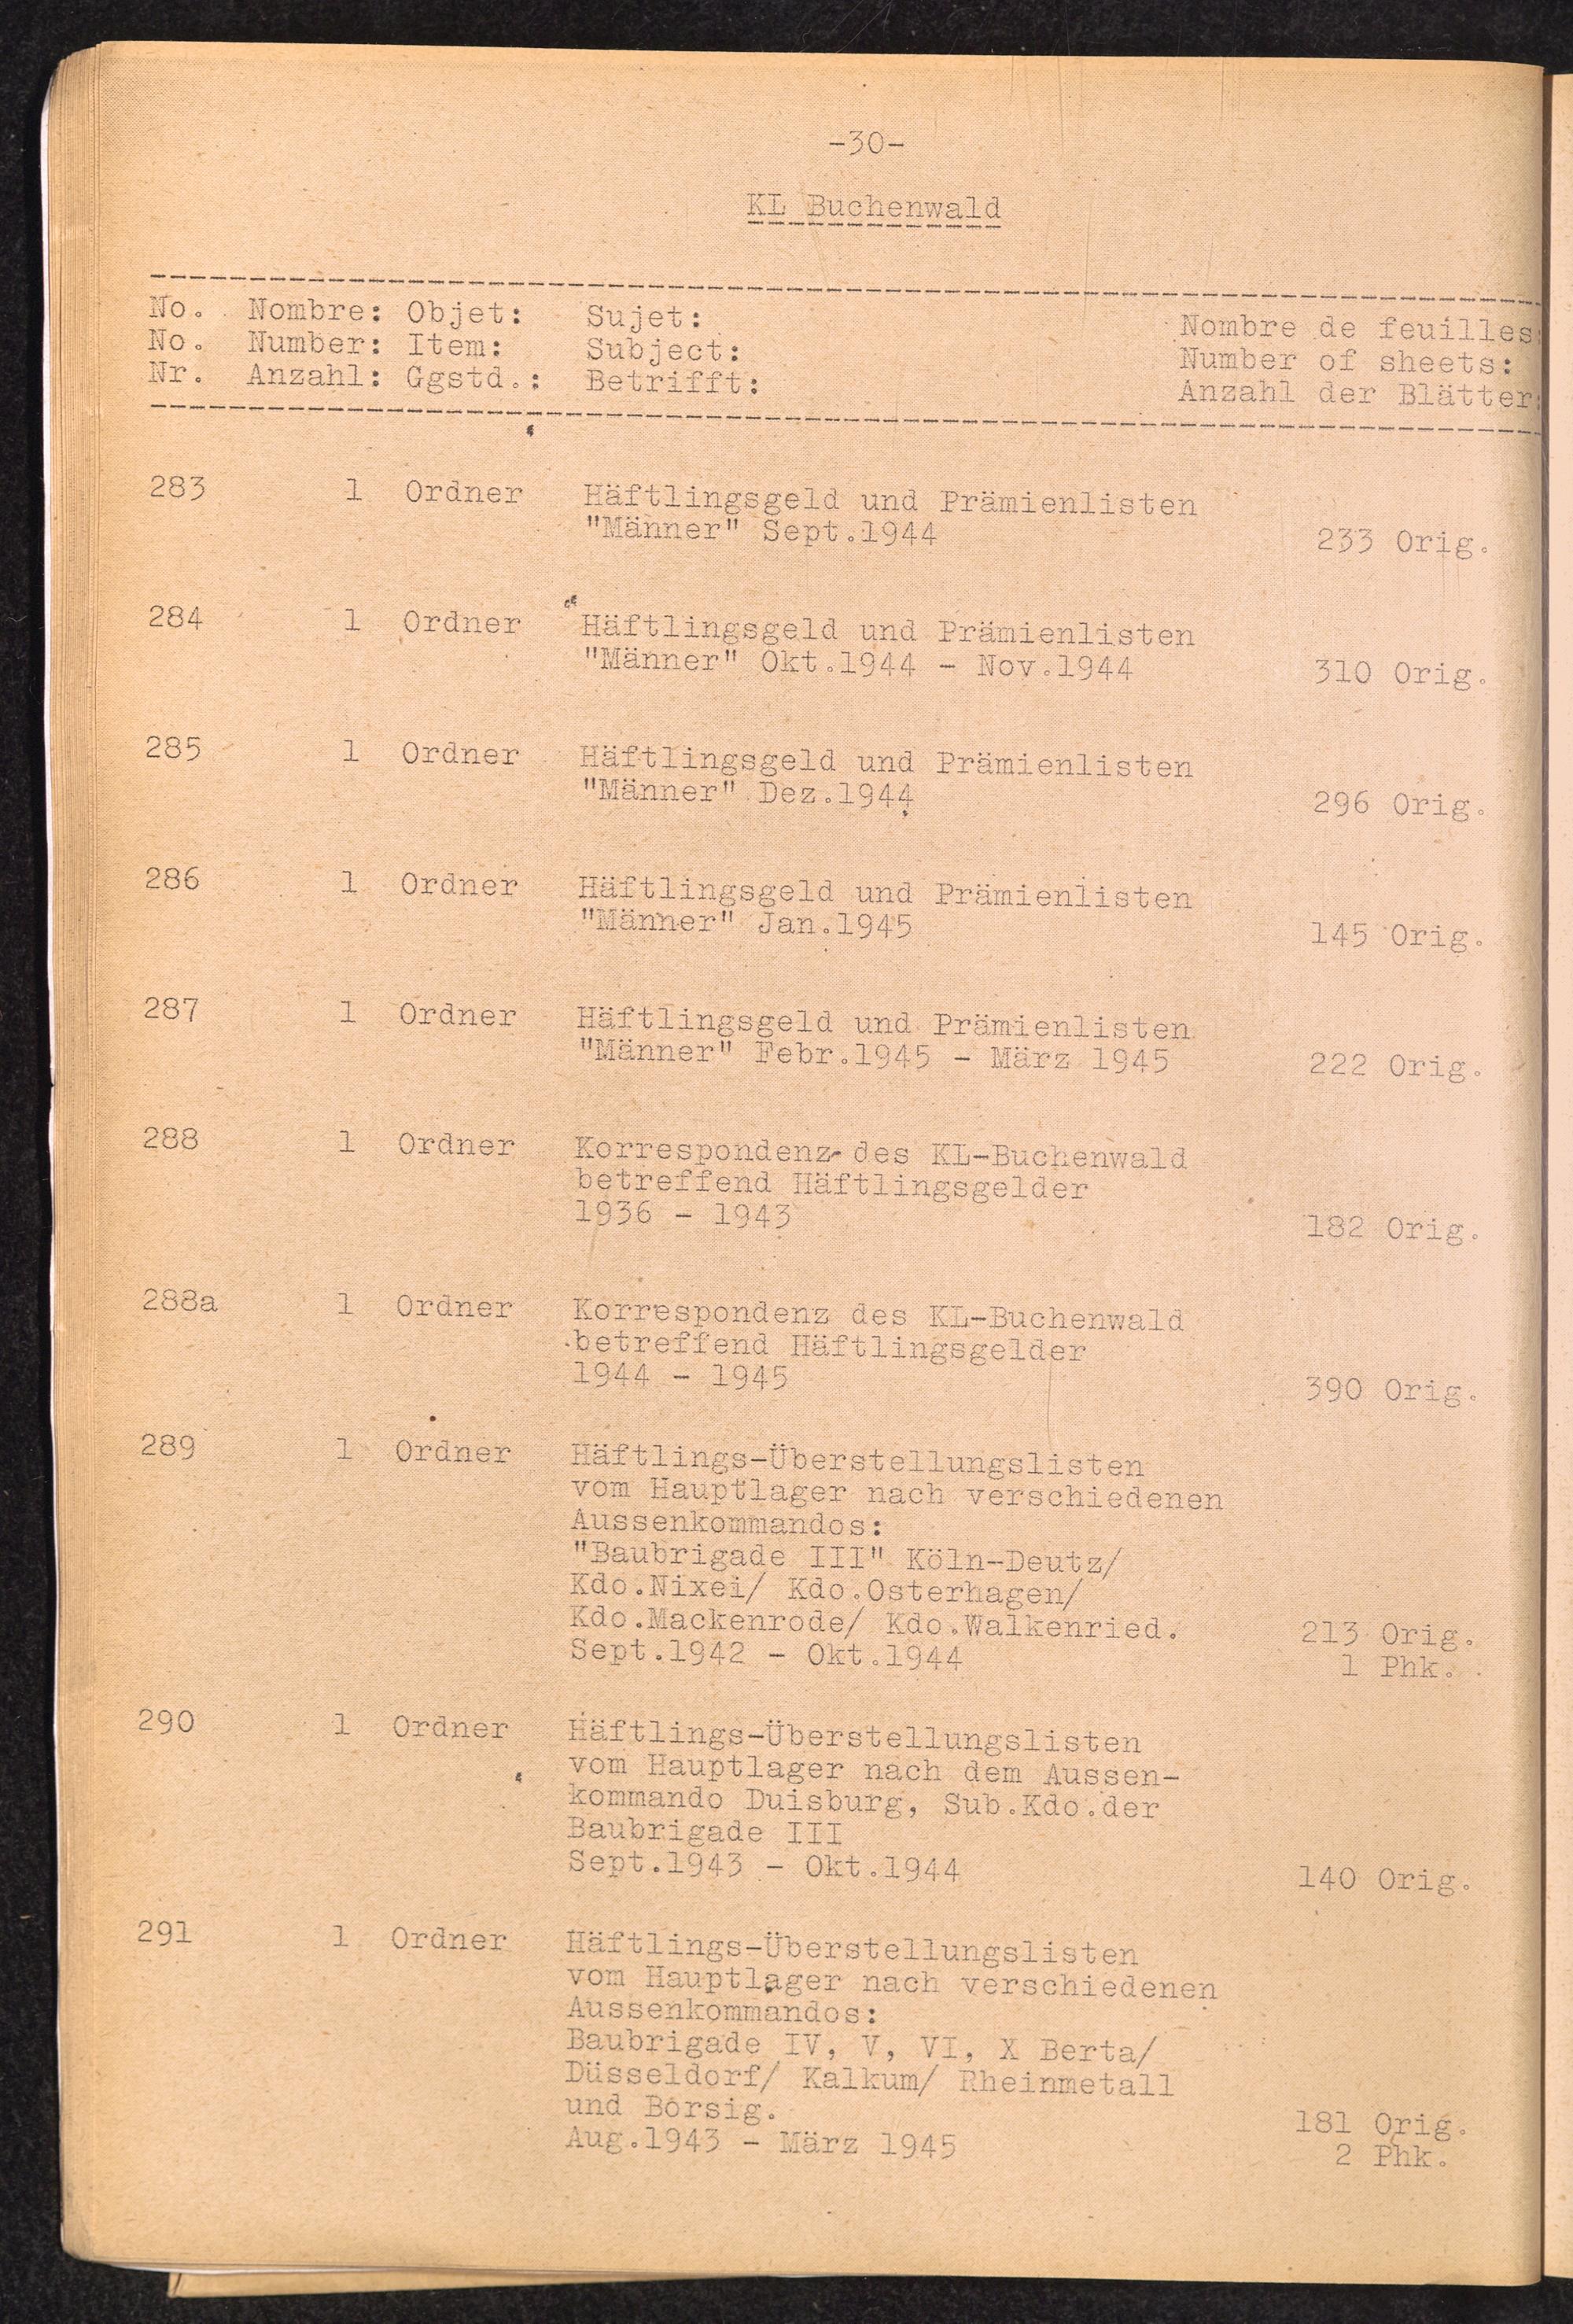 -30-
KL Buchenwald
No. Nombre: Objet: Sujet: Nombre de feuilles:
No. Number: Item: Subject: Number of sheets:
Nr. Anzahl: Ggstd.: Betrifft: Anzahl der Blätter:
283 1 Ordner Häftlingsgeld und Prämienlisten
"Männer" Sept.1944 233 Orig.
284 1 Ordner Häftlingsgeld und Prämienlisten
"Männer" Okt.1944 - Nov.1944 310 Orig.
285 1 Ordner Häftlingsgeld und Prämienlisten
"Männer" Dez.1944 296 Orig.
286 1 Ordner Häftlingsgeld und Prämienlisten
"Männer" Jan.1945 145 Orig.
287 1 Ordner Häftlingsgeld und Prämienlisten
"Männer" Febr.1945 - März 1945 222 Orig.
288 1 Ordner Korrespondenz des KL-Buchenwald
betreffend Häftlingsgelder
1936 - 1943 182 Orig.
288a 1 Ordner Korrespondenz des KL-Buchenwald
betreffend Häftlingsgelder
1944 - 1945 390 Orig.
289 1 Ordner Häftlings-Überstellungslisten
vom Hauptlager nach verschiedenen
Aussenkommandos:
"Baubrigade III" Köln-Deutz/
Kdo.Nixei/ Kdo.Osterhagen/
Kdo.Mackenrode/ Kdo.Walkenried. 213 Orig.
Sept.1942 - Okt.1944 1 Phk.
290 1 Ordner Häftlings-Überstellungslisten
vom Hauptlager nach dem Aussen-
kommando Duisburg, Sub.Kdo.der
Baubrigade III
Sept.1943 - Okt.1944 140 Orig.
291 1 Ordner Häftlings-Überstellungslisten
vom Hauptlager nach verschiedenen
Aussenkommandos:
Baubrigade IV, V, VI, X Berta/
Düsseldorf/ Kalkum/ Rheinmetall
und Borsig. 181 Orig.
Aug.1943 - März 1945 2 Phk.